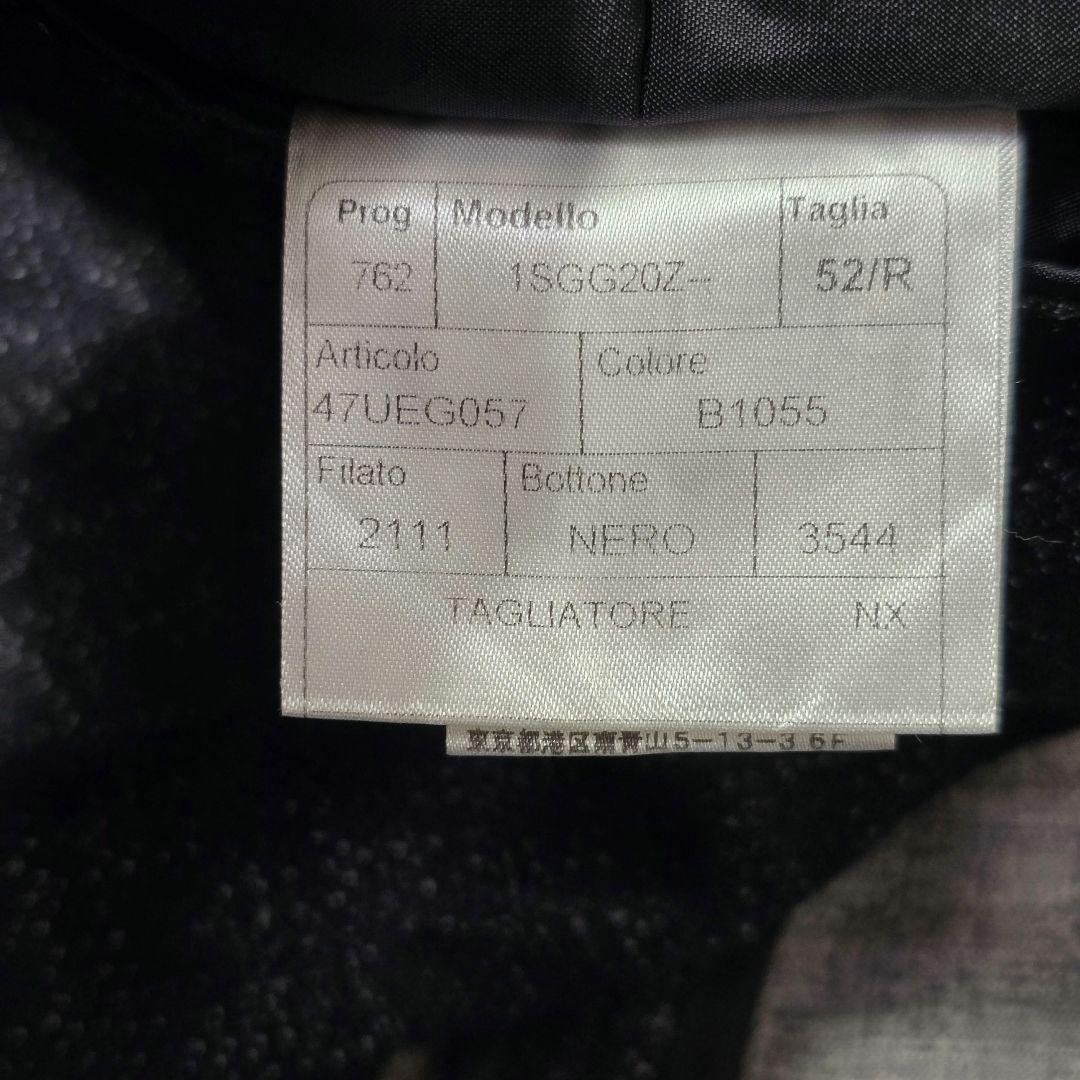 Prog Modello Taglia
762 1SGG20Z-- 52/R
Articolo Colore
47UEG057 B1055
Filato Bottone
2111 NERO 3544
TAGLIATORE NX
東京都港区南青山5-13-3 6F